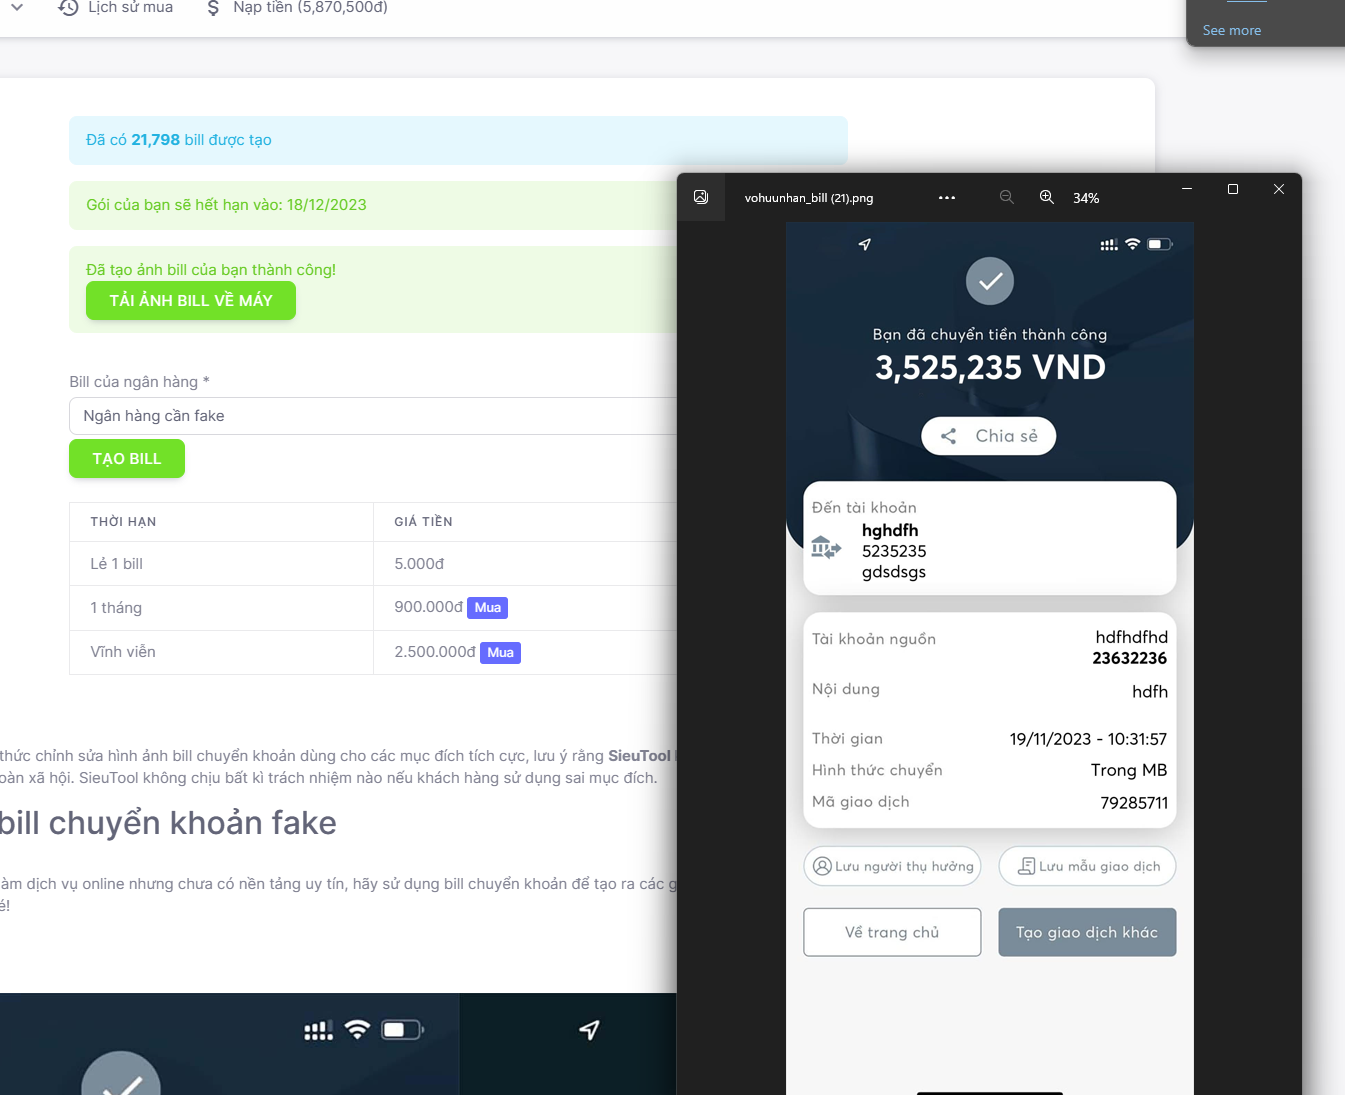 Lịch sử mua
Nạp tiền (5,870,500đ)
See more
Đã có 21,798 bill được tạo
Gói của bạn sẽ hết hạn vào: 18/12/2023
Đã tạo ảnh bill của bạn thành công!
TẢI ẢNH BILL VỀ MÁY
Bill của ngân hàng *
Ngân hàng cần fake
TẠO BILL
THỜI HẠN
GIÁ TIỀN
Lẻ 1 bill
5.000đ
1 tháng
900.000đ Mua
Vĩnh viễn
2.500.000đ Mua
thức chỉnh sửa hình ảnh bill chuyển khoản dùng cho các mục đích tích cực, lưu ý rằng SieuTool
oàn xã hội. SieuTool không chịu bất kì trách nhiệm nào nếu khách hàng sử dụng sai mục đích.
bill chuyển khoản fake
àm dịch vụ online nhưng chưa có nền tảng uy tín, hãy sử dụng bill chuyển khoản để tạo ra các g
é!
vohuunhan_bill (21).png
34%
Bạn đã chuyển tiền thành công
3,525,235 VND
Chia sẻ
Đến tài khoản
hghdfh
5235235
gdsdsgs
Tài khoản nguồn
hdfhdfhd
23632236
Nội dung
hdfh
Thời gian
19/11/2023 - 10:31:57
Hình thức chuyển
Trong MB
Mã giao dịch
79285711
Lưu người thụ hưởng
Lưu mẫu giao dịch
Về trang chủ
Tạo giao dịch khác